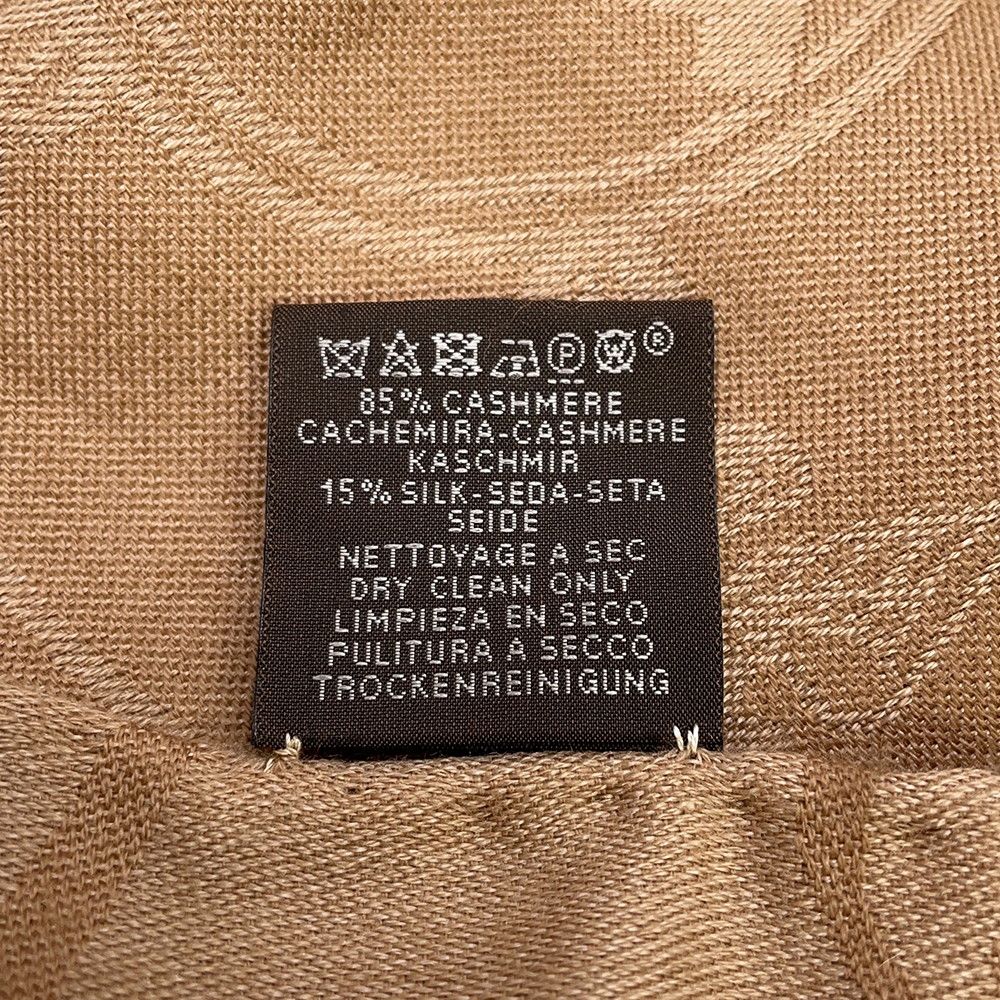 P W ®
85% CASHMERE
CACHEMIRA-CASHMERE
KASCHMIR
15% SILK-SEDA-SETA
SEIDE
NETTOYAGE A SEC
DRY CLEAN ONLY
LIMPIEZA EN SECO
PULITURA A SECCO
TROCKENREINIGUNG